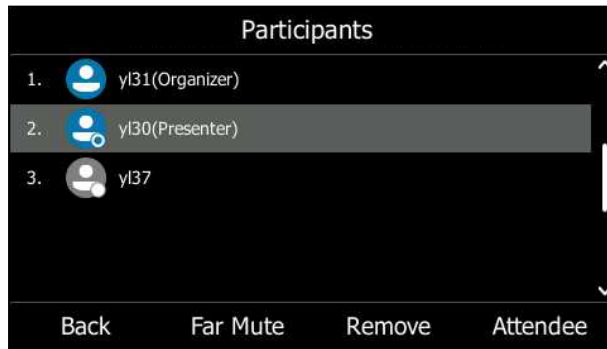 Participants
1. yl31(Organizer)
2. yl30(Presenter)
3. yl37
Back Far Mute Remove Attendee